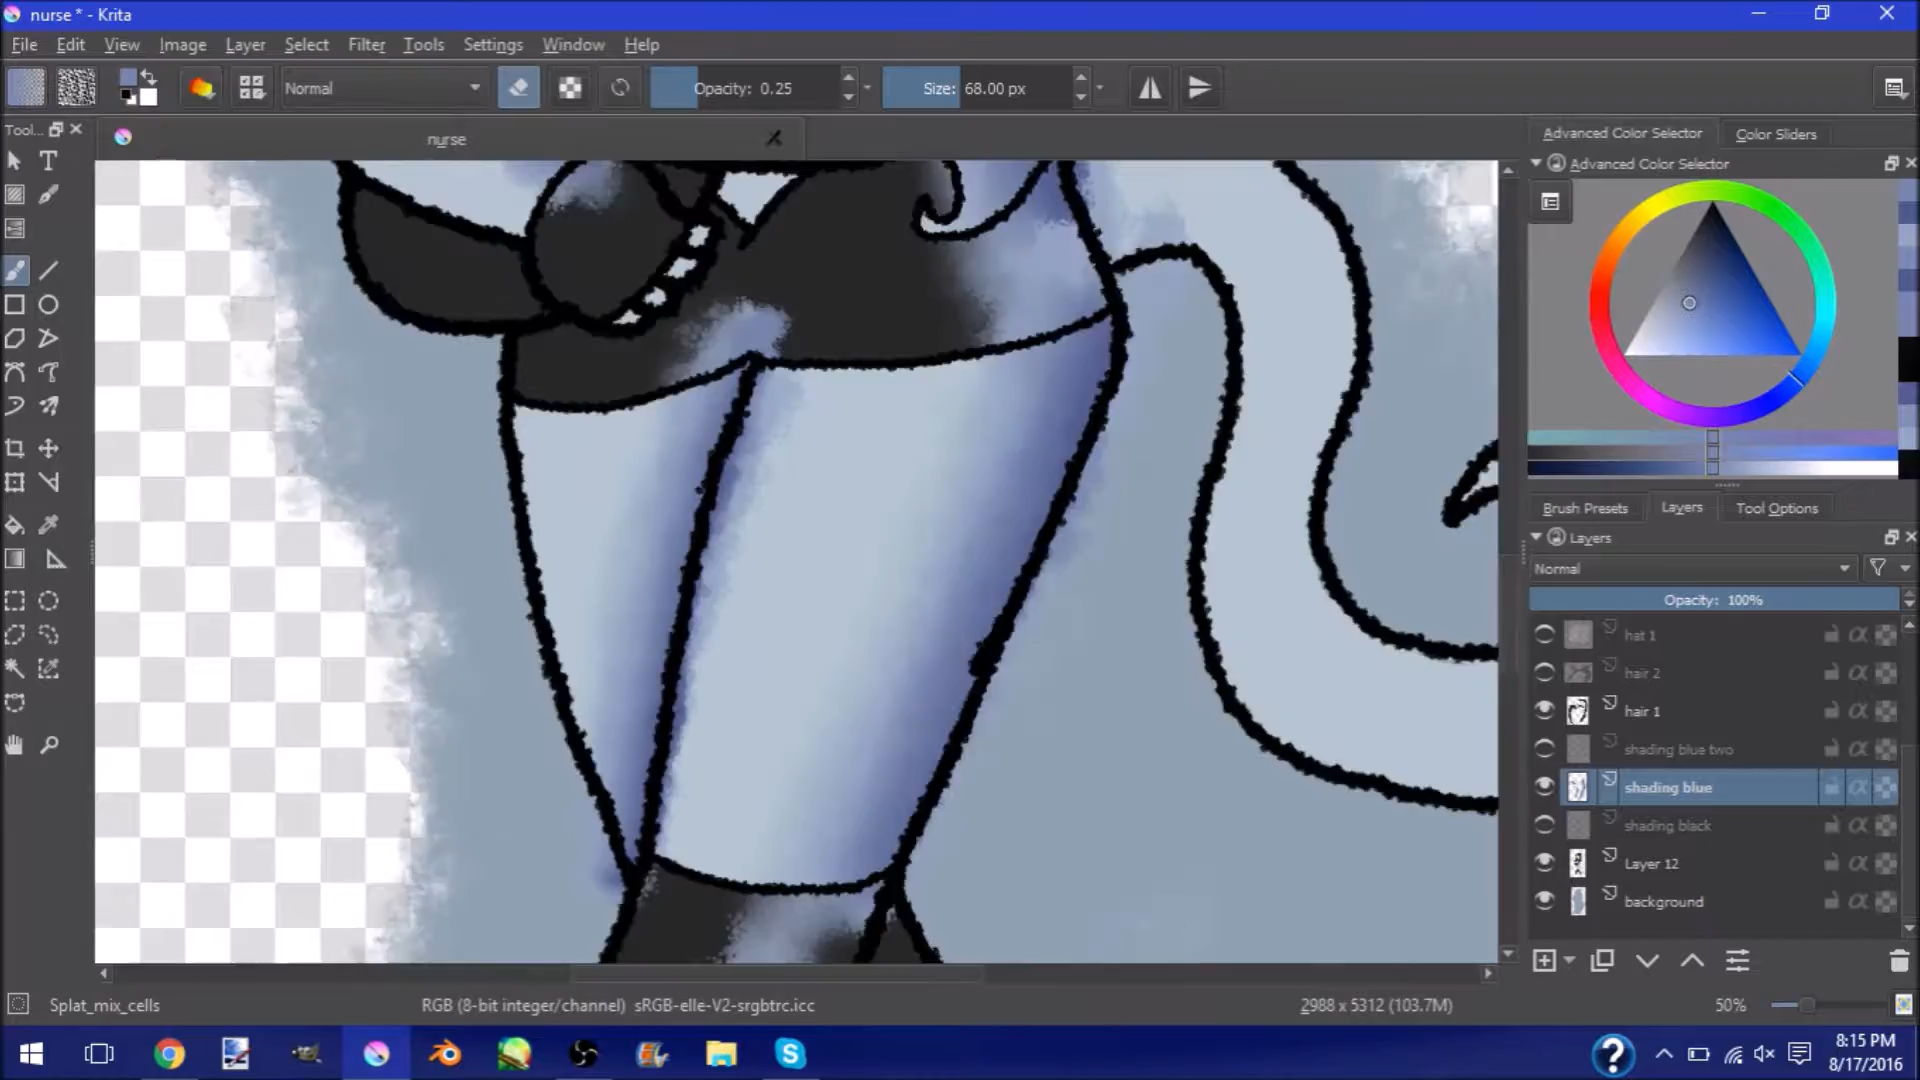 nurse * - Krita
File Edit View Image Layer Select Filter Tools Settings Window Help
Normal Opacity: 0.25 Size: 68.00 px
Tool...
nurse
Advanced Color Selector Color Sliders
Advanced Color Selector
Brush Presets Layers Tool Options
Layers
Normal
Opacity: 100%
hat 1
hair 2
hair 1
shading blue two
shading blue
shading black
Layer 12
background
Splat_mix_cells RGB (8-bit integer/channel) sRGB-elle-V2-srgbtrc.icc 2988 x 5312 (103.7M) 50%
8:15 PM
8/17/2016